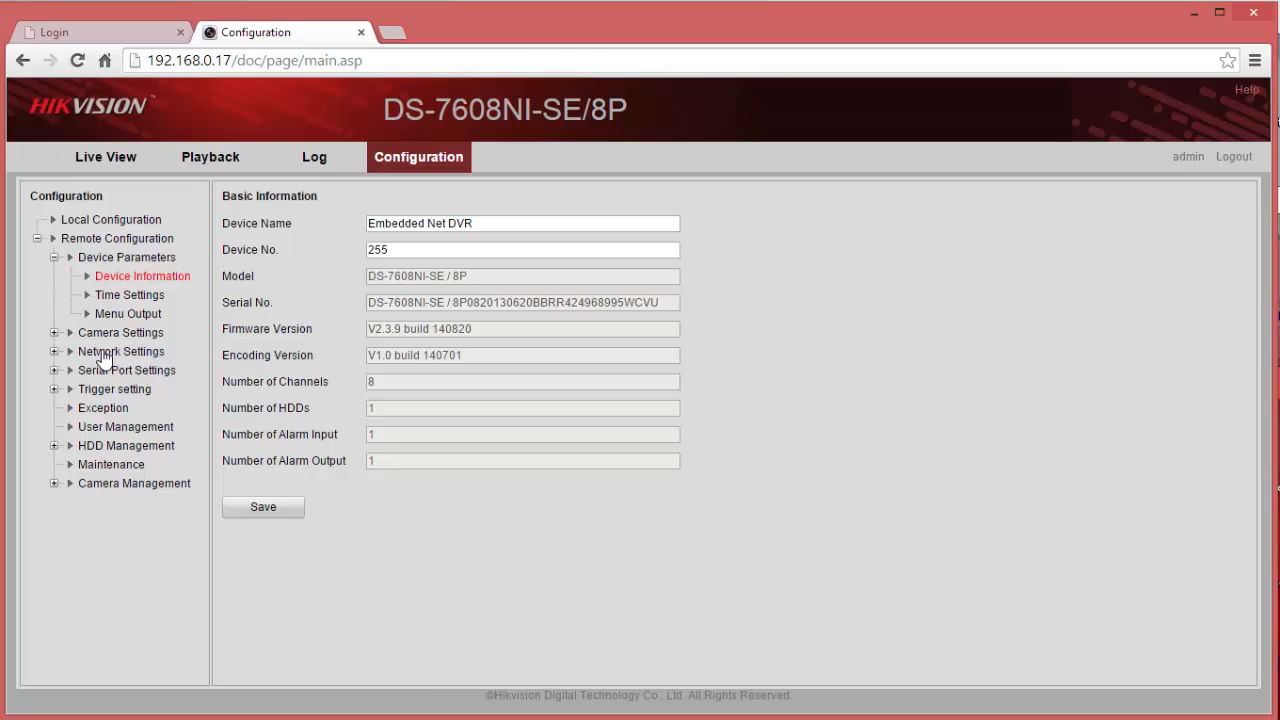 Login
Configuration
192.168.0.17/doc/page/main.asp
HIKVISION™
DS-7608NI-SE/8P
Help
Live View
Playback
Log
Configuration
admin
Logout
Configuration
Local Configuration
Remote Configuration
Device Parameters
Device Information
Time Settings
Menu Output
Camera Settings
Network Settings
Serial Port Settings
Trigger setting
Exception
User Management
HDD Management
Maintenance
Camera Management
Basic Information
Device Name Embedded Net DVR
Device No. 255
Model DS-7608NI-SE / 8P
Serial No. DS-7608NI-SE / 8P0820130620BBRR424968995WCVU
Firmware Version V2.3.9 build 140820
Encoding Version V1.0 build 140701
Number of Channels 8
Number of HDDs 1
Number of Alarm Input 1
Number of Alarm Output 1
Save
©Hikvision Digital Technology Co., Ltd. All Rights Reserved.